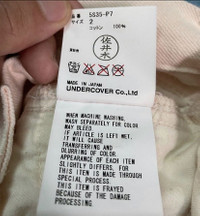 品番 5S35-P7
サイズ 2
コットン 100%
佐井木
MADE IN JAPAN
UNDERCOVER Co.,Ltd
WHEN MACHINE WASHING,
WASH SEPARATELY FOR COLOR
MAY BLEED
IF ARTICLE IS LEFT WET,
IT WILL CAUSE
TRANSFERRING AND
BLURRING OF COLOR.
APPEARANCE OF EACH ITEM
SLIGHTLY DIFFERS, FOR
THIS ITEM IS MADE THROUGH
SPECIAL PROCESS
THIS ITEM IS FRAYED
BECAUSE OF THE DAMAGE
PROCESSING